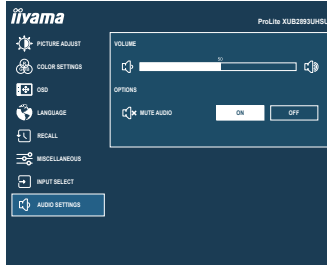 iiyama
ProLite XUB2893UHSU
PICTURE ADJUST
COLOR SETTINGS
OSD
LANGUAGE
RECALL
MISCELLANEOUS
INPUT SELECT
AUDIO SETTINGS
VOLUME
50
OPTIONS
MUTE AUDIO
ON
OFF